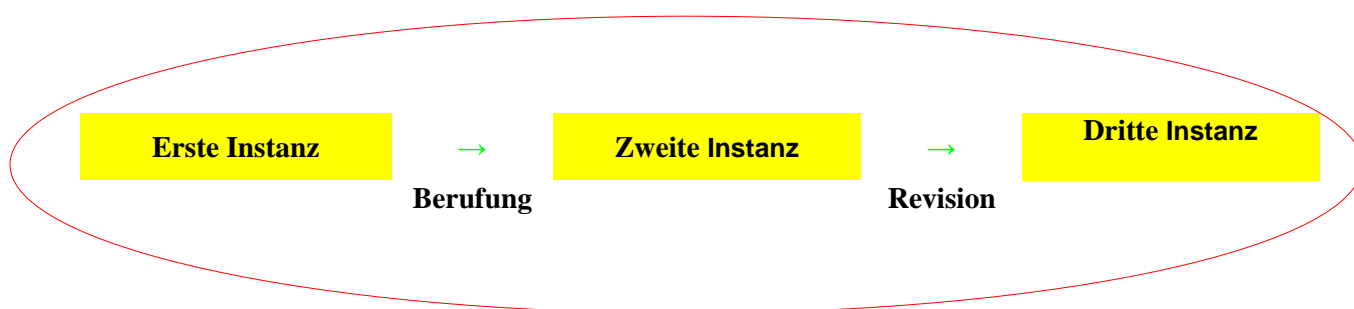 Erste Instanz → Zweite Instanz → Dritte Instanz
Berufung Revision